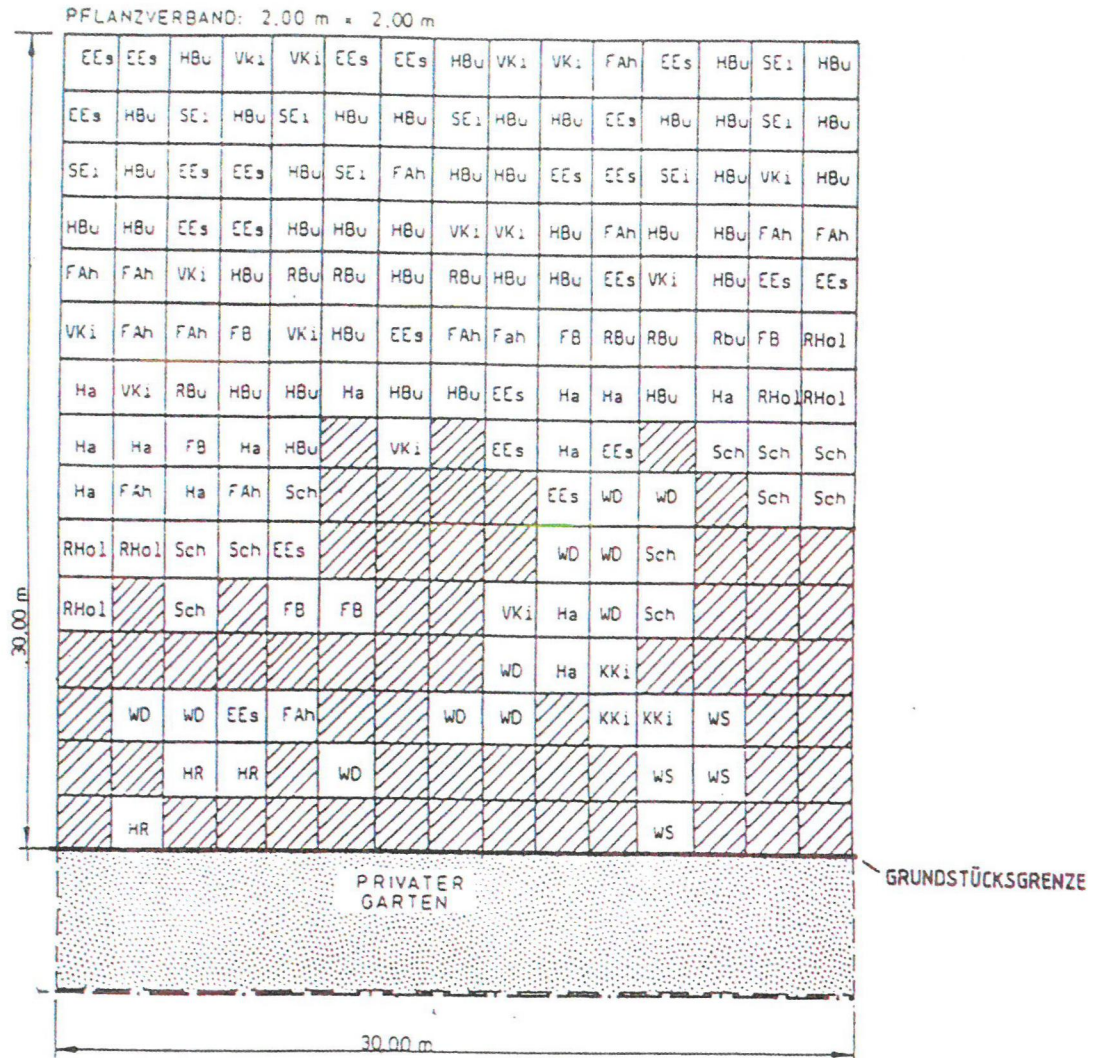 PFLANZVERBAND: 2.00 m × 2.00 m
EEs EEs HBu VKi VKi EEs EEs HBu VKi VKi FAh EEs HBu SEi HBu
EEs HBu SEi HBu SEi HBu HBu SEi HBu HBu EEs HBu HBu SEi HBu
SEi HBu EEs EEs HBu SEi FAh HBu HBu EEs EEs SEi HBu VKi HBu
HBu HBu EEs EEs HBu HBu HBu VKi VKi HBu FAh HBu HBu FAh FAh
FAh FAh VKi HBu RBu RBu HBu RBu HBu HBu EEs VKi HBu EEs EEs
VKi FAh FAh FB VKi HBu EEs FAh Fah FB RBu RBu Rbu FB RHol
Ha VKi RBu HBu HBu Ha HBu HBu EEs Ha Ha HBu Ha RHol RHol
Ha Ha FB Ha HBu VKi EEs Ha EEs Sch Sch Sch
Ha FAh Ha FAh Sch EEs WD WD Sch Sch
RHol RHol Sch Sch EEs WD WD Sch
RHol Sch FB FB VKi Ha WD Sch
WD Ha KKi
WD WD EEs FAh WD WD KKi KKi WS
HR HR WD WS WS
HR WS
30,00 m
PRIVATER
GARTEN
GRUNDSTÜCKSGRENZE
30,00 m